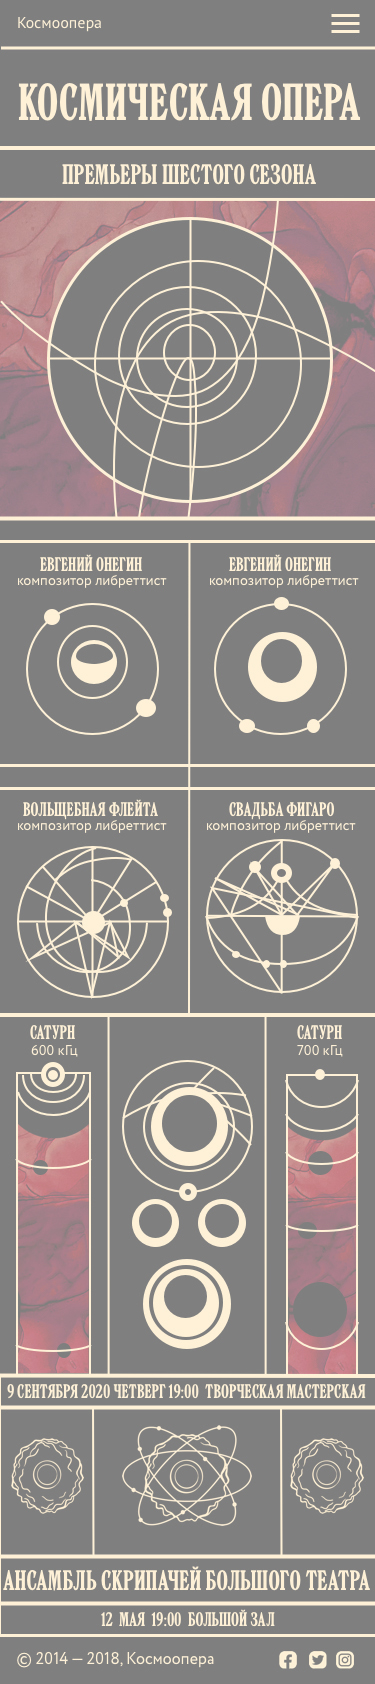 Космоопера
КОСМИЧЕСКАЯ ОПЕРА
ПРЕМЬЕРЫ ШЕСТОГО СЕЗОНА
ЕВГЕНИЙ ОНЕГИН
композитор либреттист
ЕВГЕНИЙ ОНЕГИН
композитор либреттист
ВОЛЬЩЕБНАЯ ФЛЕЙТА
композитор либреттист
СВАДЬБА ФИГАРО
композитор либреттист
САТУРН
600 кГц
САТУРН
700 кГц
9 СЕНТЯБРЯ 2020 ЧЕТВЕРГ 19:00 ТВОРЧЕСКАЯ МАСТЕРСКАЯ
АНСАМБЛЬ СКРИПАЧЕЙ БОЛЬШОГО ТЕАТРА
12 МАЯ 19:00 БОЛЬШОЙ ЗАЛ
© 2014 — 2018, Космоопера